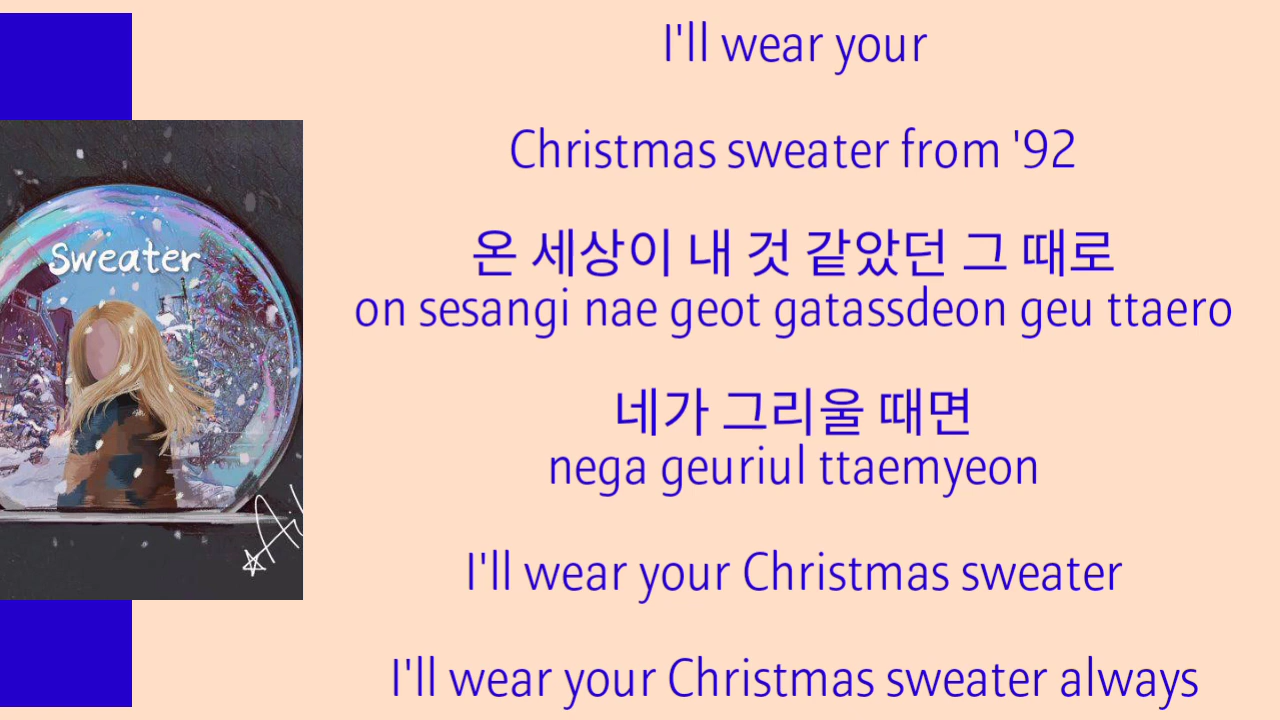 I'll wear your
Christmas sweater from '92
온 세상이 내 것 같았던 그 때로
on sesangi nae geot gatassdeon geu ttaero
네가 그리울 때면
nega geuriul ttaemyeon
I'll wear your Christmas sweater
I'll wear your Christmas sweater always
Sweater